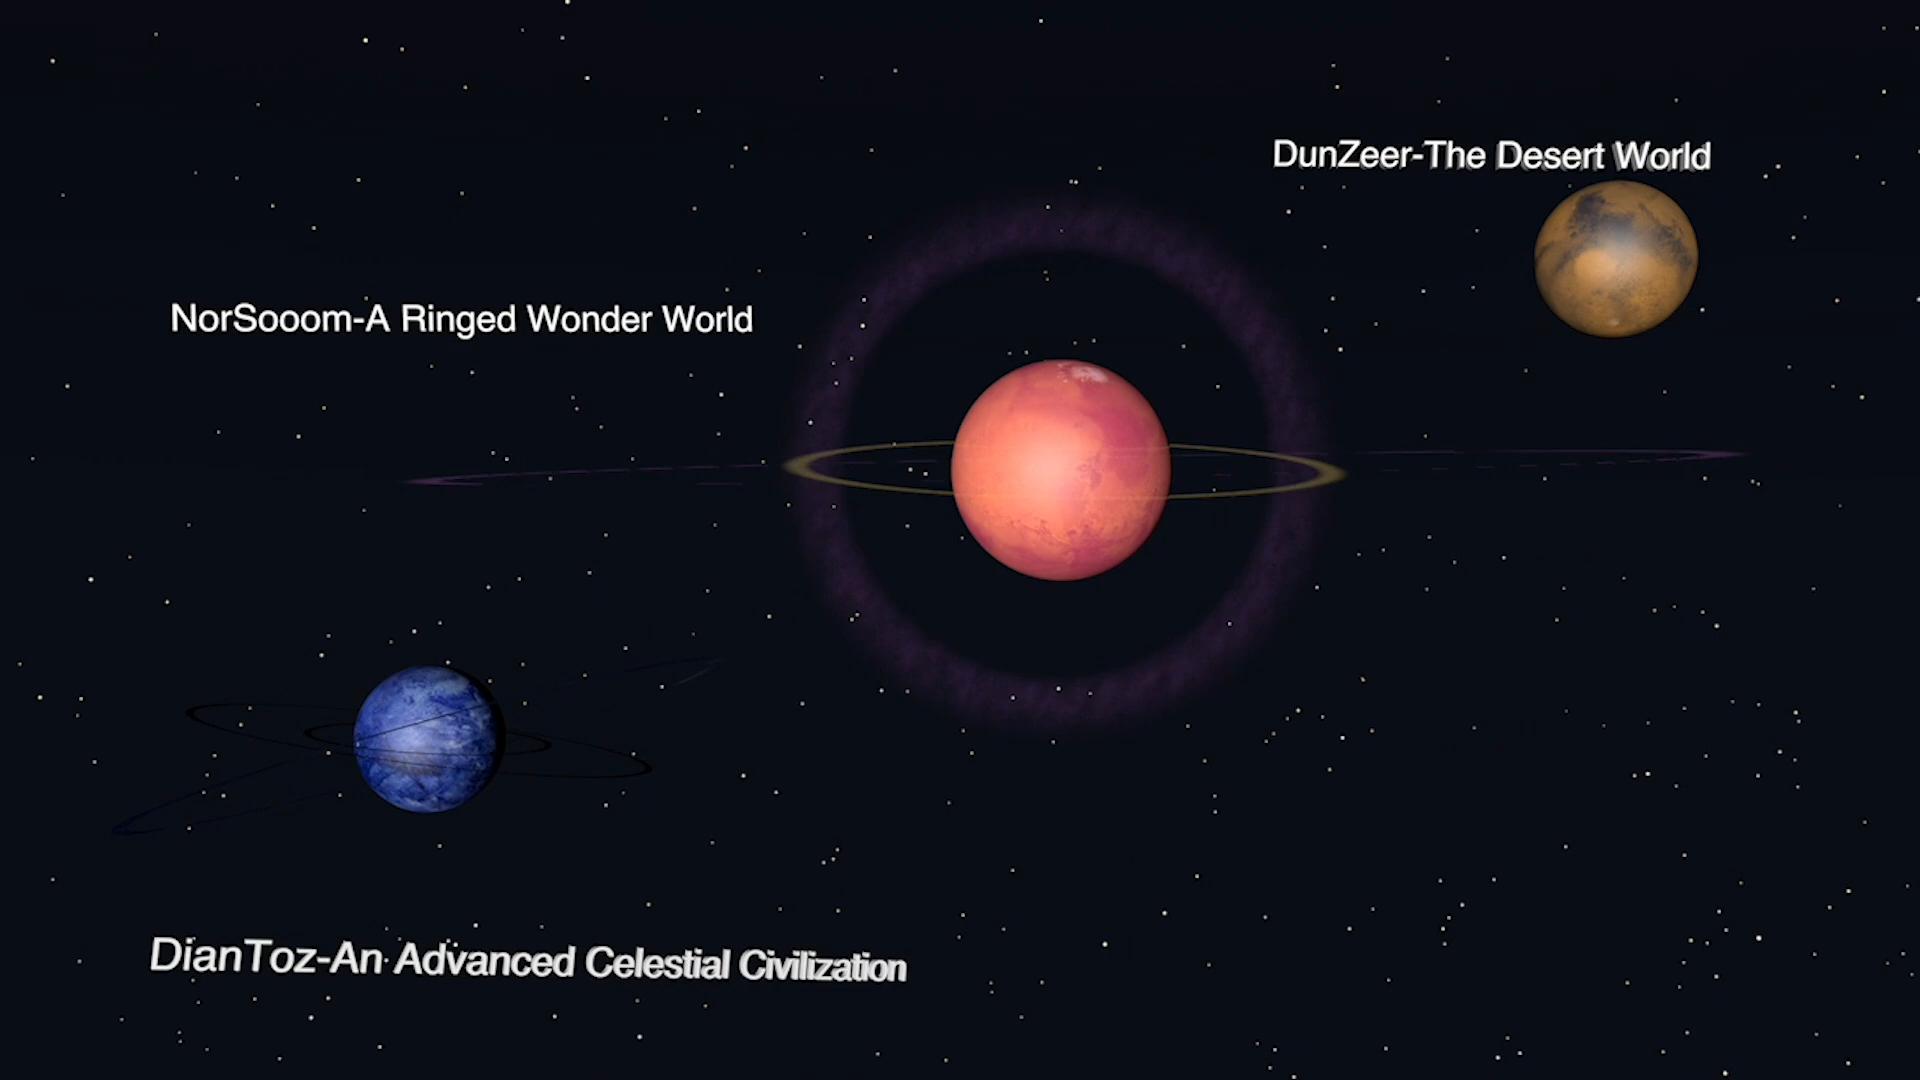 DunZeer-The Desert World
NorSooom-A Ringed Wonder World
DianToz-An Advanced Celestial Civilization